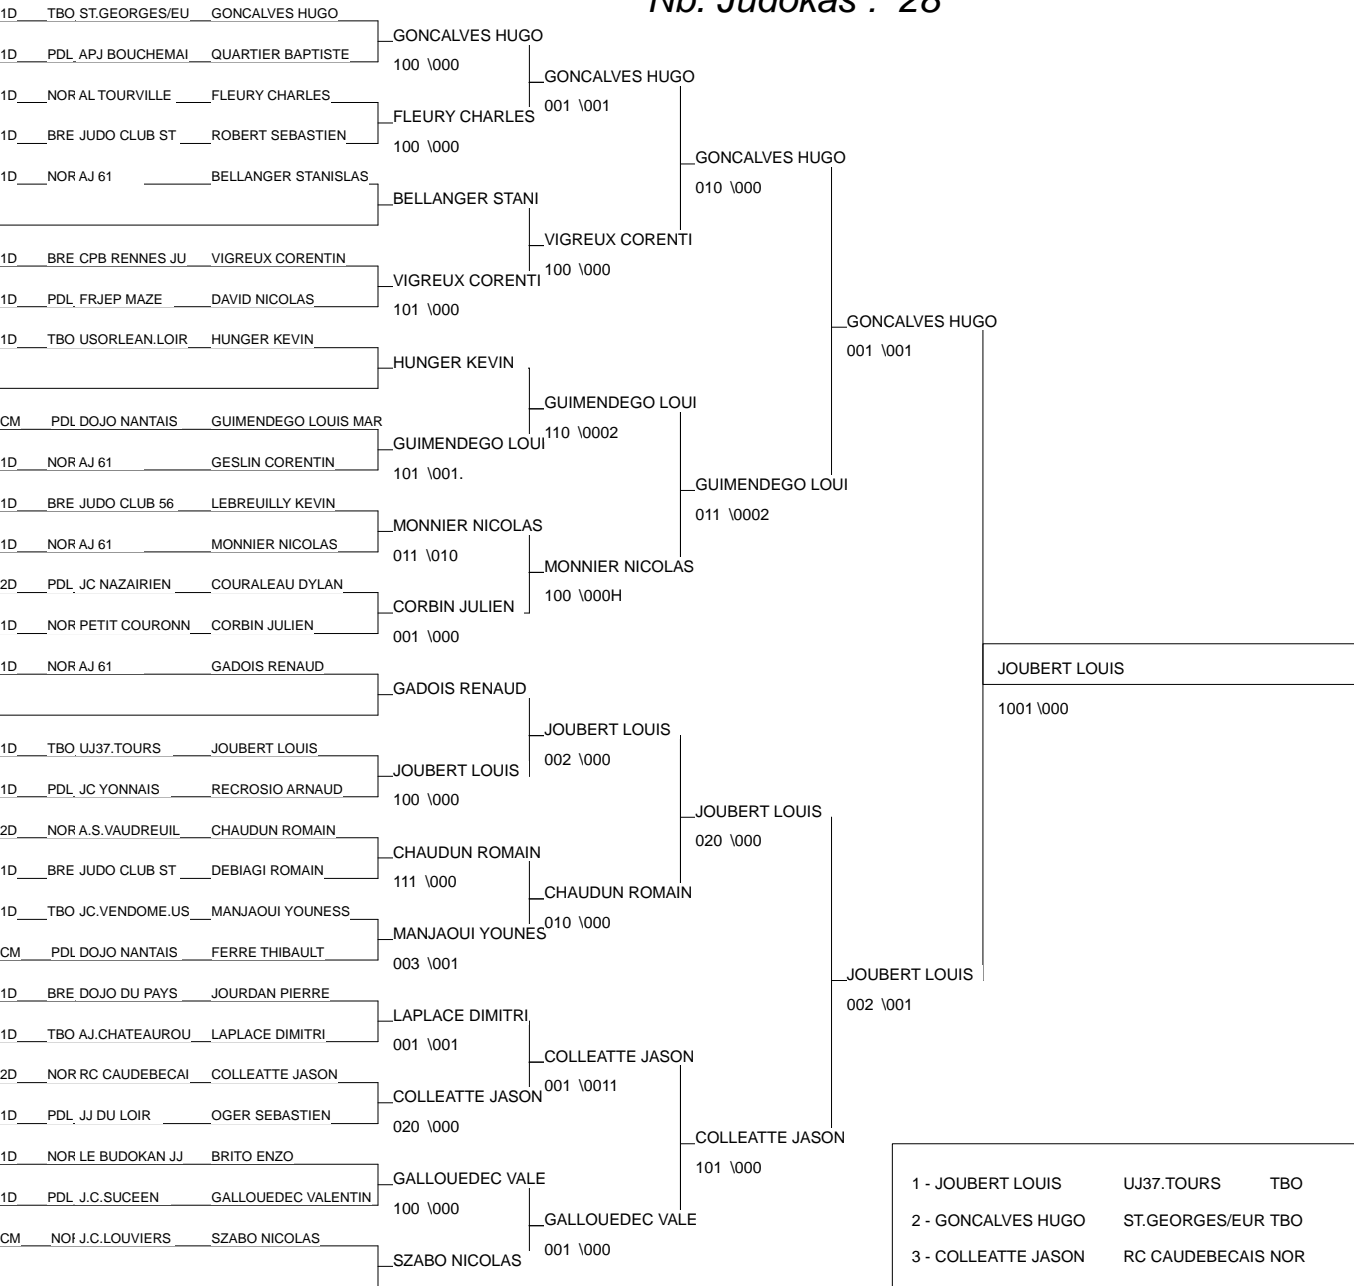 Nb. Judokas : 28
1D TBO ST.GEORGES/EU GONCALVES HUGO
GONCALVES HUGO
1D PDL APJ BOUCHEMAI QUARTIER BAPTISTE
100 \000
GONCALVES HUGO
1D NOR AL TOURVILLE FLEURY CHARLES
001 \001
FLEURY CHARLES
1D BRE JUDO CLUB ST ROBERT SEBASTIEN
100 \000
GONCALVES HUGO
1D NOR AJ 61 BELLANGER STANISLAS
010 \000
BELLANGER STANI
VIGREUX CORENTI
1D BRE CPB RENNES JU VIGREUX CORENTIN
100 \000
VIGREUX CORENTI
1D PDL FRJEP MAZE DAVID NICOLAS
101 \000
GONCALVES HUGO
1D TBO USORLEAN.LOIR HUNGER KEVIN
001 \001
HUNGER KEVIN
GUIMENDEGO LOUI
CM PDL DOJO NANTAIS GUIMENDEGO LOUIS MAR
110 \0002
GUIMENDEGO LOUI
1D NOR AJ 61 GESLIN CORENTIN
101 \001.
GUIMENDEGO LOUI
1D BRE JUDO CLUB 56 LEBREUILLY KEVIN
011 \0002
MONNIER NICOLAS
1D NOR AJ 61 MONNIER NICOLAS
011 \010
MONNIER NICOLAS
2D PDL JC NAZAIRIEN COURALEAU DYLAN
100 \000H
CORBIN JULIEN
1D NOR PETIT COURONN CORBIN JULIEN
001 \000
1D NOR AJ 61 GADOIS RENAUD
JOUBERT LOUIS
GADOIS RENAUD
1001 \000
JOUBERT LOUIS
1D TBO UJ37.TOURS JOUBERT LOUIS
002 \000
JOUBERT LOUIS
1D PDL JC YONNAIS RECROSIO ARNAUD
100 \000
JOUBERT LOUIS
2D NOR A.S.VAUDREUIL CHAUDUN ROMAIN
020 \000
CHAUDUN ROMAIN
1D BRE JUDO CLUB ST DEBIAGI ROMAIN
111 \000
CHAUDUN ROMAIN
1D TBO JC.VENDOME.US MANJAOUI YOUNESS
010 \000
MANJAOUI YOUNES
CM PDL DOJO NANTAIS FERRE THIBAULT
003 \001
JOUBERT LOUIS
1D BRE DOJO DU PAYS JOURDAN PIERRE
002 \001
LAPLACE DIMITRI
1D TBO AJ.CHATEAUROU LAPLACE DIMITRI
001 \001
COLLEATTE JASON
2D NOR RC CAUDEBECAI COLLEATTE JASON
001 \0011
COLLEATTE JASON
1D PDL JJ DU LOIR OGER SEBASTIEN
020 \000
COLLEATTE JASON
1D NOR LE BUDOKAN JJ BRITO ENZO
101 \000
GALLOUEDEC VALE
1D PDL J.C.SUCEEN GALLOUEDEC VALENTIN
100 \000
GALLOUEDEC VALE
CM NOR J.C.LOUVIERS SZABO NICOLAS
001 \000
SZABO NICOLAS
1 - JOUBERT LOUIS UJ37.TOURS TBO
2 - GONCALVES HUGO ST.GEORGES/EUR TBO
3 - COLLEATTE JASON RC CAUDEBECAIS NOR